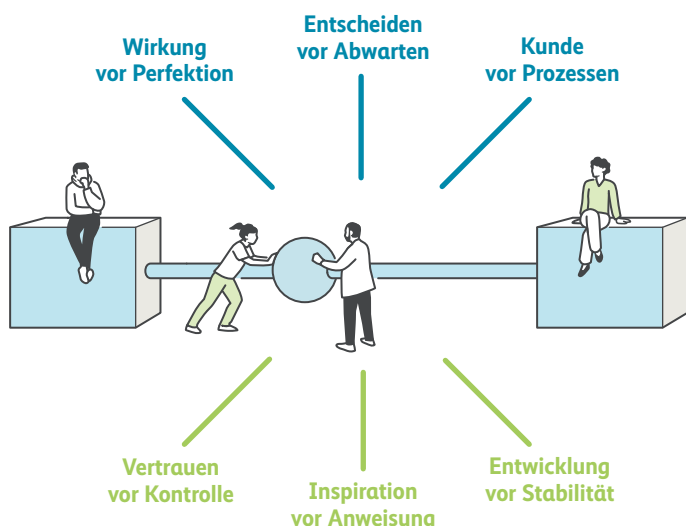 Wirkung
vor Perfektion
Entscheiden
vor Abwarten
Kunde
vor Prozessen
Vertrauen
vor Kontrolle
Inspiration
vor Anweisung
Entwicklung
vor Stabilität